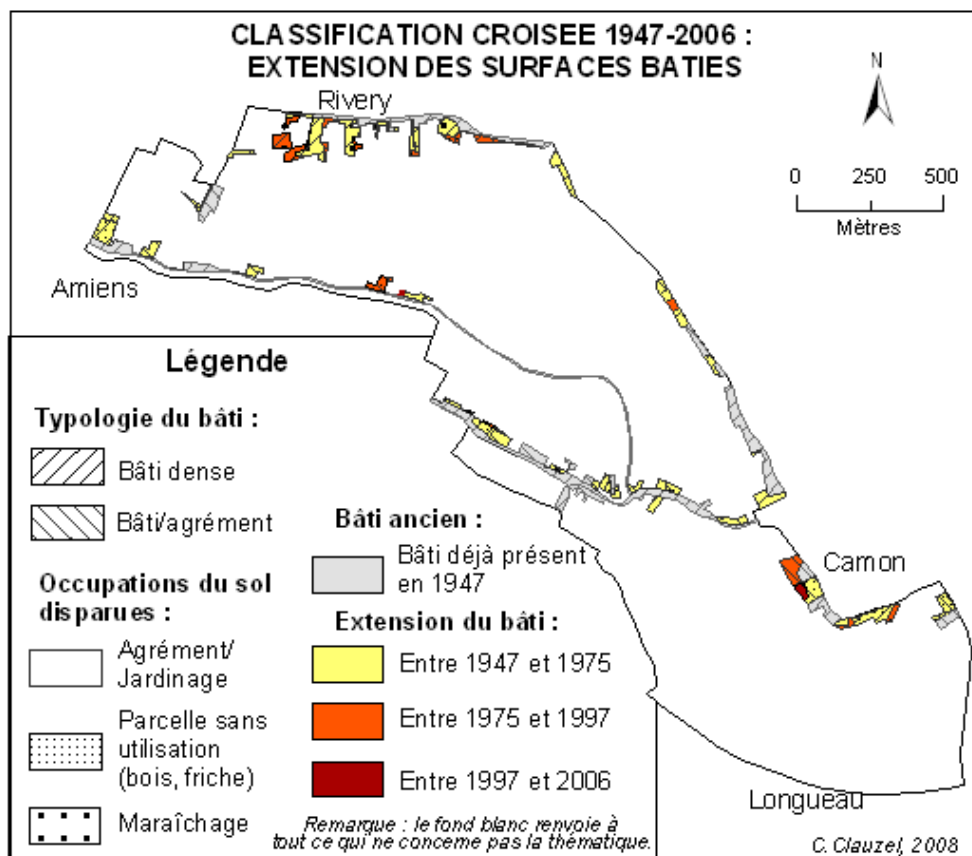 CLASSIFICATION CROISEE 1947-2006 :
EXTENSION DES SURFACES BATIES
Rivery
N
0 250 500
Mètres
Amiens
Légende
Typologie du bâti :
Bâti dense
Bâti/agrément
Occupations du sol
disparues :
Agrément/
Jardinage
Parcelle sans
utilisation
(bois, friche)
Maraîchage
Bâti ancien :
Bâti déjà présent
en 1947
Extension du bâti :
Entre 1947 et 1975
Entre 1975 et 1997
Entre 1997 et 2006
Remarque : le fond blanc renvoie à
tout ce qui ne concerne pas la thématique.
Camon
Longueau
C. Clauzel, 2008